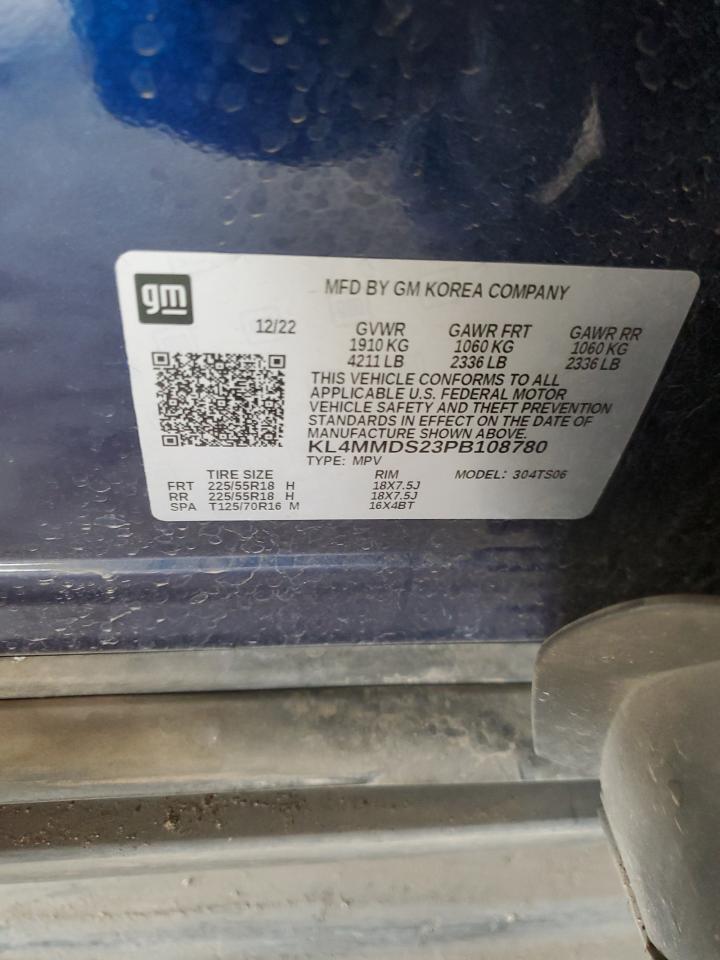 gm
MFD BY GM KOREA COMPANY
12/22 GVWR GAWR FRT GAWR RR
1910 KG 1060 KG 1060 KG
4211 LB 2336 LB 2336 LB
THIS VEHICLE CONFORMS TO ALL
APPLICABLE U.S. FEDERAL MOTOR
VEHICLE SAFETY AND THEFT PREVENTION
STANDARDS IN EFFECT ON THE DATE OF
MANUFACTURE SHOWN ABOVE.
KL4MMDS23PB108780
TYPE: MPV
TIRE SIZE RIM MODEL: 304TS06
FRT 225/55R18 H 18X7.5J
RR 225/55R18 H 18X7.5J
SPA T125/70R16 M 16X4BT